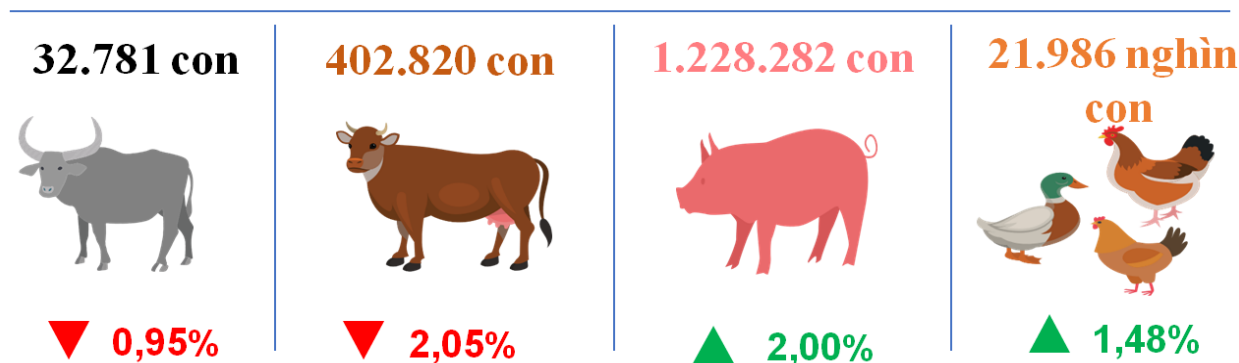 32.781 con
402.820 con
1.228.282 con
21.986 nghìn
con
0,95%
2,05%
2,00%
1,48%